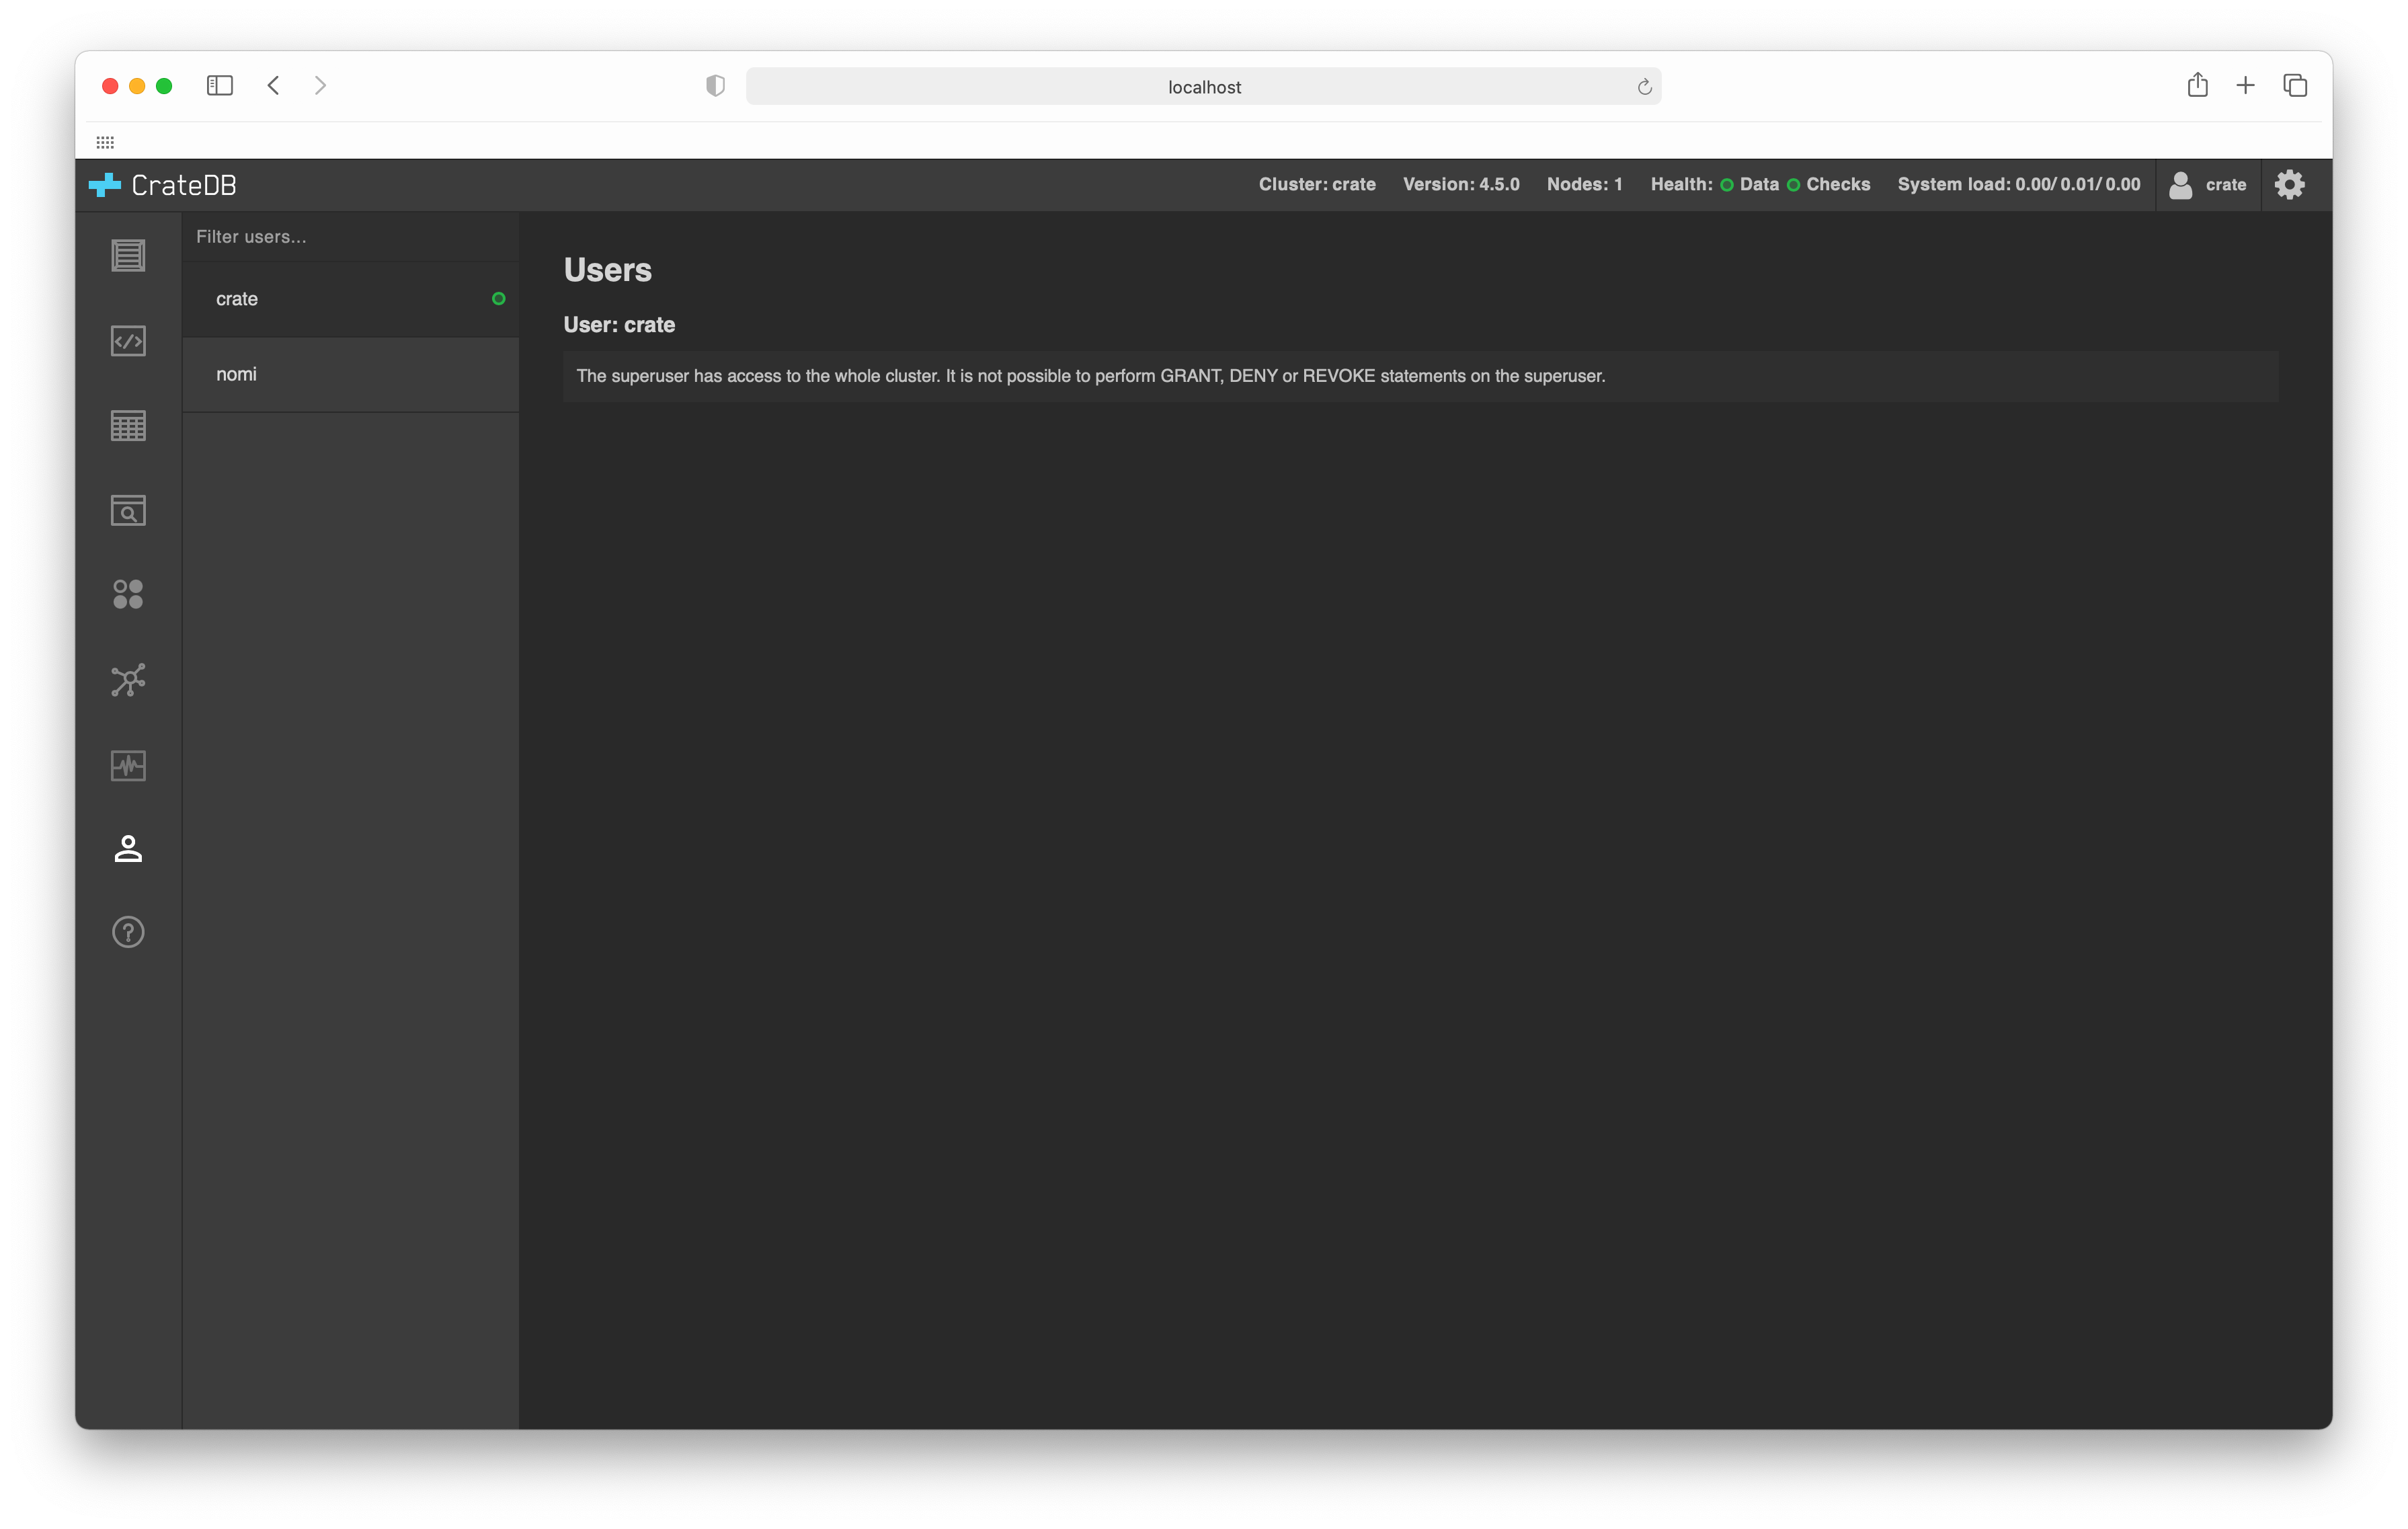 localhost
CrateDB
Cluster: crate Version: 4.5.0 Nodes: 1 Health: Data Checks System load: 0.00/ 0.01/ 0.00 crate
Filter users...
crate
nomi
Users
User: crate
The superuser has access to the whole cluster. It is not possible to perform GRANT, DENY or REVOKE statements on the superuser.